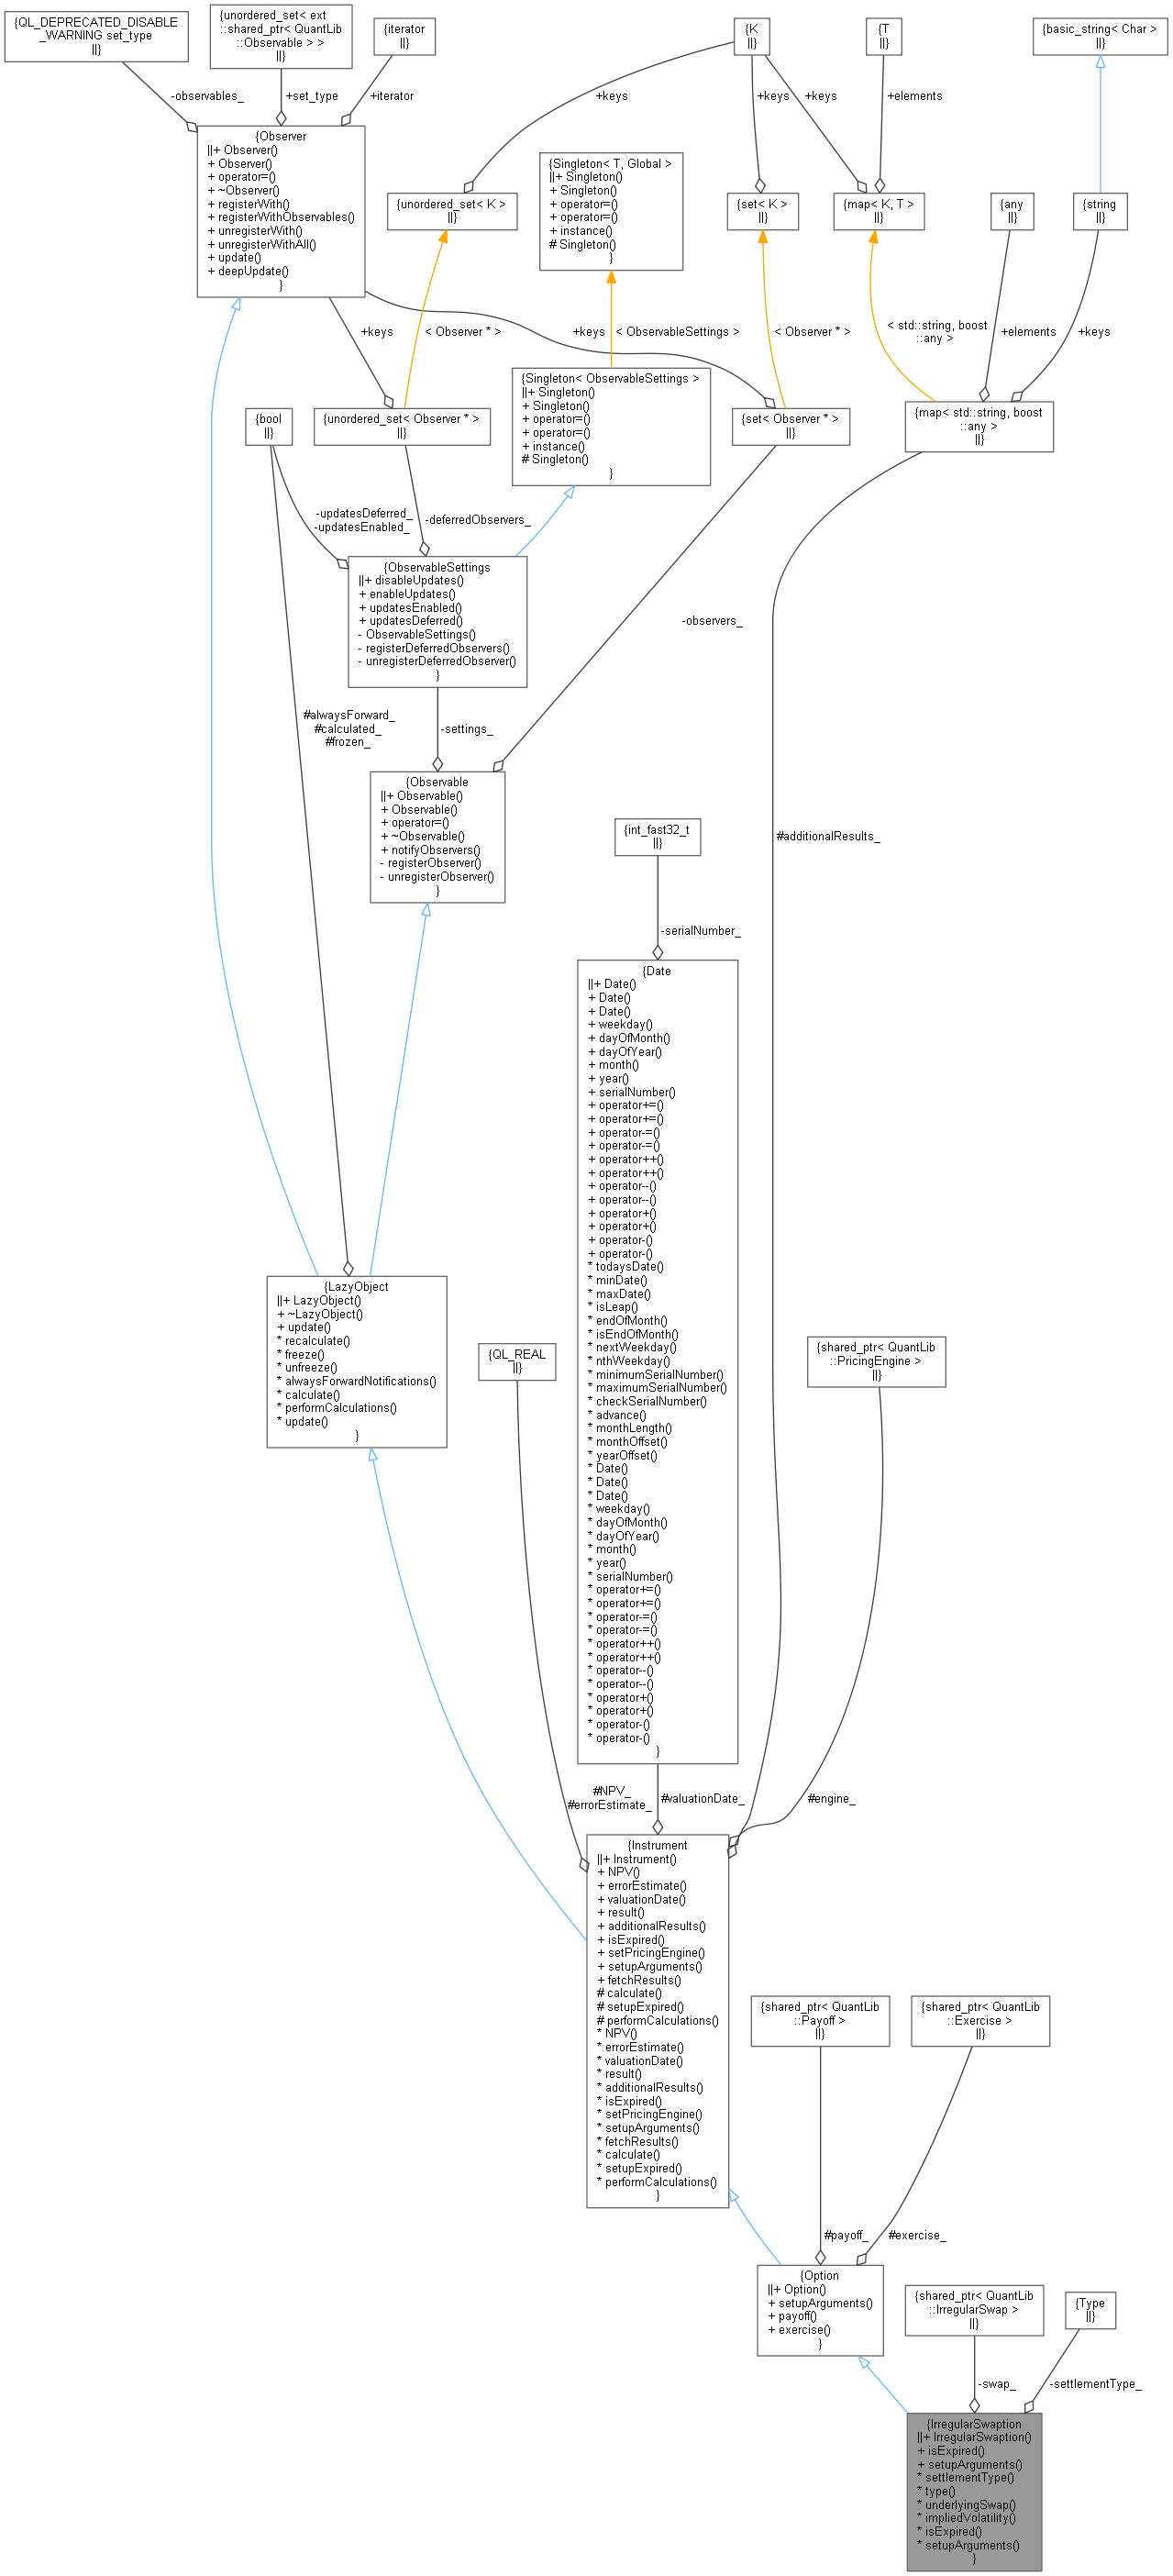 {QL_DEPRECATED_DISABLE
_WARNING set_type
||}
{unordered_set< ext
::shared_ptr< QuantLib
::Observable > >
||}
{iterator
||}
{K
||}
{T
||}
{basic_string< Char >
||}
-observables_
+set_type
+iterator
+keys
+keys
+keys
+elements
{Observer
||+ Observer()
+ Observer()
+ operator=()
+ ~Observer()
+ registerWith()
+ registerWithObservables()
+ unregisterWith()
+ unregisterWithAll()
+ update()
+ deepUpdate()
}
{unordered_set< K >
||}
{Singleton< T, Global >
||+ Singleton()
+ Singleton()
+ operator=()
+ operator=()
+ instance()
# Singleton()
}
{set< K >
||}
{map< K, T >
||}
{any
||}
{string
||}
+keys
< Observer * >
+keys
< ObservableSettings >
< Observer * >
< std::string, boost
::any >
+elements
+keys
{bool
||}
{unordered_set< Observer * >
||}
{Singleton< ObservableSettings >
||+ Singleton()
+ Singleton()
+ operator=()
+ operator=()
+ instance()
# Singleton()
}
{set< Observer * >
||}
{map< std::string, boost
::any >
||}
-updatesDeferred_
-updatesEnabled_
-deferredObservers_
{ObservableSettings
||+ disableUpdates()
+ enableUpdates()
+ updatesEnabled()
+ updatesDeferred()
- ObservableSettings()
- registerDeferredObservers()
- unregisterDeferredObserver()
}
-observers_
#alwaysForward_
#calculated_
#frozen_
-settings_
{Observable
||+ Observable()
+ Observable()
+ operator=()
+ ~Observable()
+ notifyObservers()
- registerObserver()
- unregisterObserver()
}
{int_fast32_t
||}
#additionalResults_
-serialNumber_
{Date
||+ Date()
+ Date()
+ Date()
+ weekday()
+ dayOfMonth()
+ dayOfYear()
+ month()
+ year()
+ serialNumber()
+ operator+=()
+ operator+=()
+ operator-=()
+ operator-=()
+ operator++()
+ operator++()
+ operator--()
+ operator--()
+ operator+()
+ operator+()
+ operator-()
+ operator-()
* todaysDate()
* minDate()
* maxDate()
* isLeap()
* endOfMonth()
* isEndOfMonth()
* nextWeekday()
* nthWeekday()
* minimumSerialNumber()
* maximumSerialNumber()
* checkSerialNumber()
* advance()
* monthLength()
* monthOffset()
* yearOffset()
* Date()
* Date()
* Date()
* weekday()
* dayOfMonth()
* dayOfYear()
* month()
* year()
* serialNumber()
* operator+=()
* operator+=()
* operator-=()
* operator-=()
* operator++()
* operator++()
* operator--()
* operator--()
* operator+()
* operator+()
* operator-()
* operator-()
}
{LazyObject
||+ LazyObject()
+ ~LazyObject()
+ update()
* recalculate()
* freeze()
* unfreeze()
* alwaysForwardNotifications()
* calculate()
* performCalculations()
* update()
}
{QL_REAL
||}
{shared_ptr< QuantLib
::PricingEngine >
||}
#NPV_
#errorEstimate_
#valuationDate_
#engine_
{Instrument
||+ Instrument()
+ NPV()
+ errorEstimate()
+ valuationDate()
+ result()
+ additionalResults()
+ isExpired()
+ setPricingEngine()
+ setupArguments()
+ fetchResults()
# calculate()
# setupExpired()
# performCalculations()
* NPV()
* errorEstimate()
* valuationDate()
* result()
* additionalResults()
* isExpired()
* setPricingEngine()
* setupArguments()
* fetchResults()
* calculate()
* setupExpired()
* performCalculations()
}
{shared_ptr< QuantLib
::Payoff >
||}
{shared_ptr< QuantLib
::Exercise >
||}
#payoff_
#exercise_
{Option
||+ Option()
+ setupArguments()
+ payoff()
+ exercise()
}
{shared_ptr< QuantLib
::IrregularSwap >
||}
{Type
||}
-swap_
-settlementType_
{IrregularSwaption
||+ IrregularSwaption()
+ isExpired()
+ setupArguments()
* settlementType()
* type()
* underlyingSwap()
* impliedVolatility()
* isExpired()
* setupArguments()
}